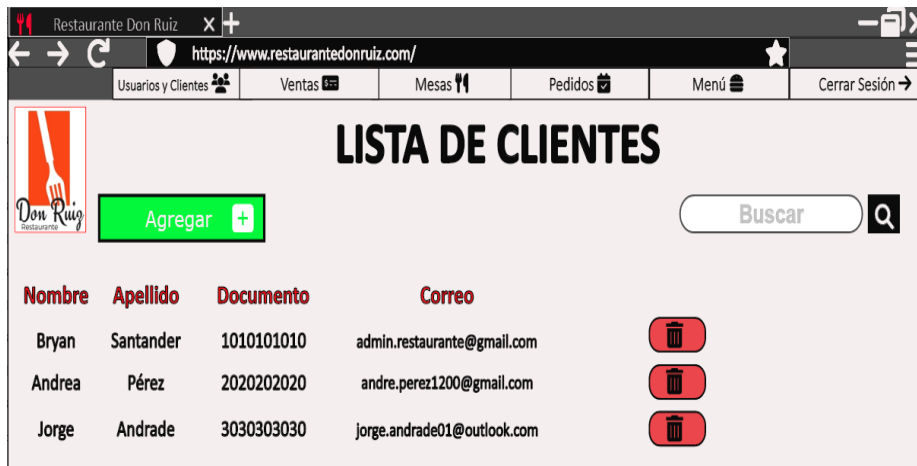 Restaurante Don Ruiz
https://www.restaurantedonruiz.com/
Usuarios y Clientes Ventas Mesas Pedidos Menú Cerrar Sesión
LISTA DE CLIENTES
Don Ruiz
Restaurante
Agregar
Buscar
Nombre Apellido Documento Correo
Bryan Santander 1010101010 admin.restaurante@gmail.com
Andrea Pérez 2020202020 andre.perez1200@gmail.com
Jorge Andrade 3030303030 jorge.andrade01@outlook.com